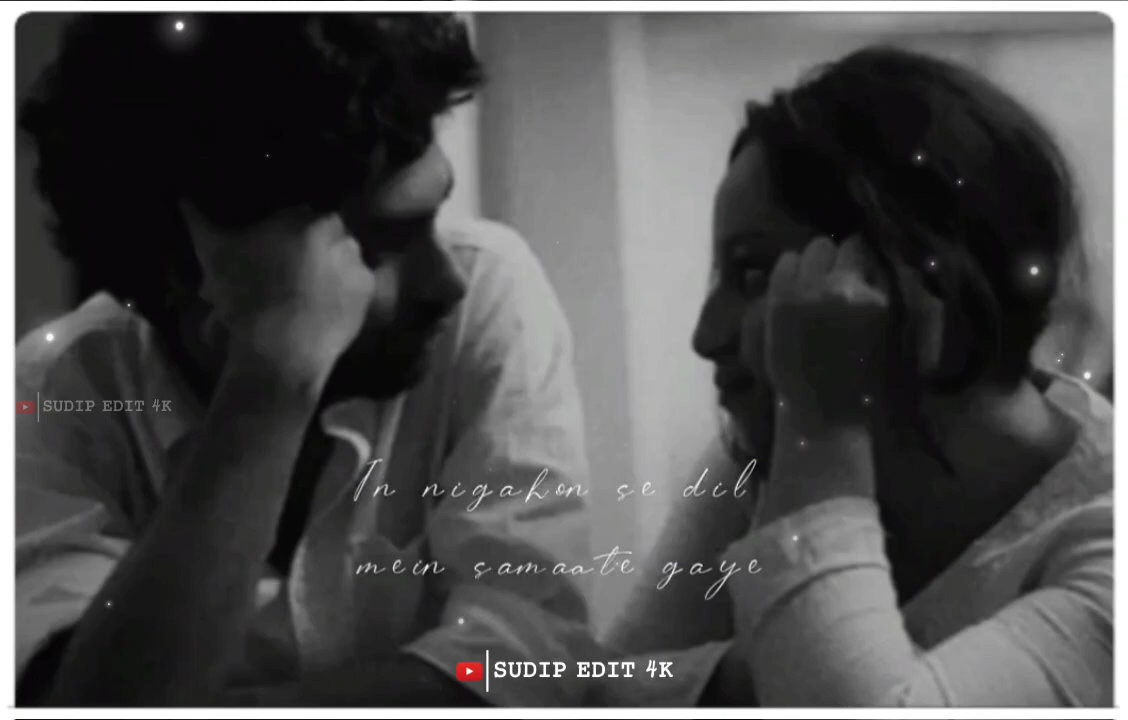 SUDIP EDIT 4K
In nigahon se dil
mein samaate gaye
SUDIP EDIT 4K